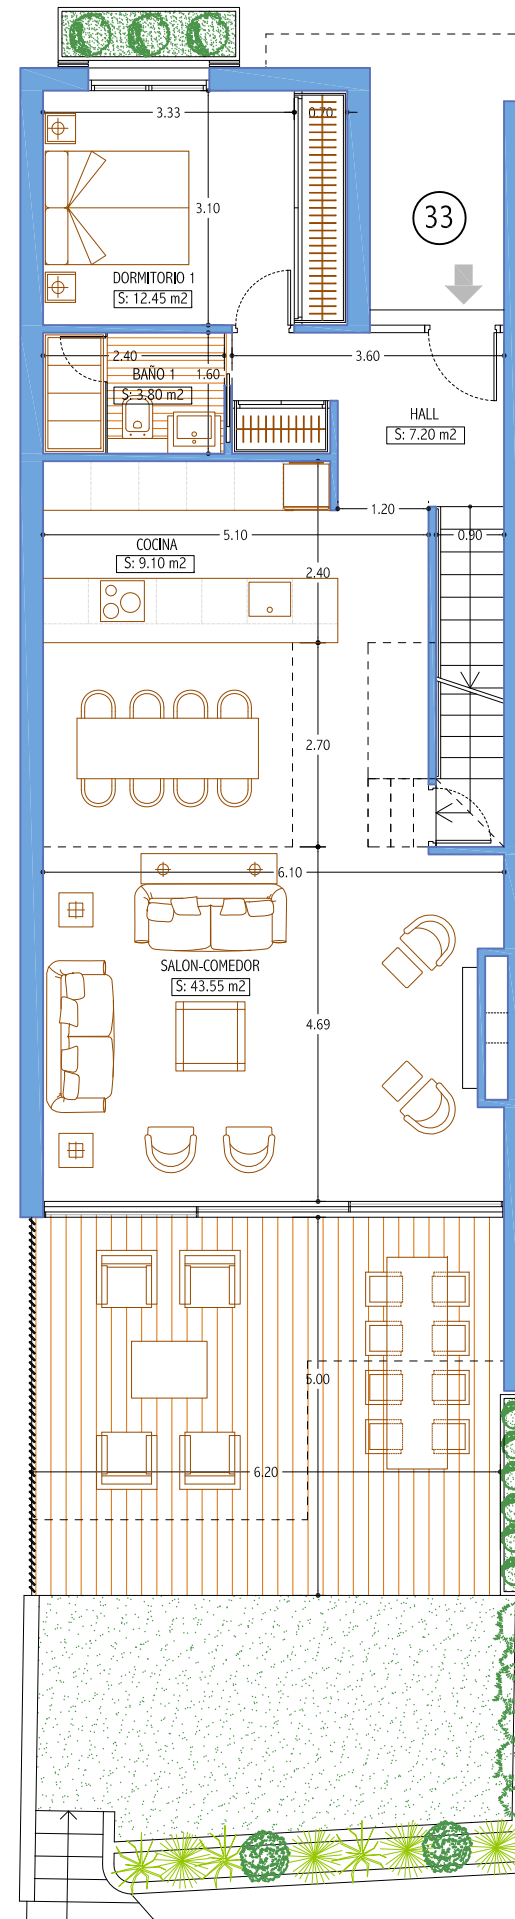 3.33
0.70
33
3.10
DORMITORIO 1
S: 12.45 m2
2.40
3.60
BAÑO 1
1.60
S: 3.80 m2
HALL
S: 7.20 m2
1.20
5.10
0.90
COCINA
S: 9.10 m2
2.40
2.70
6.10
SALON-COMEDOR
S: 43.55 m2
4.69
5.00
6.20